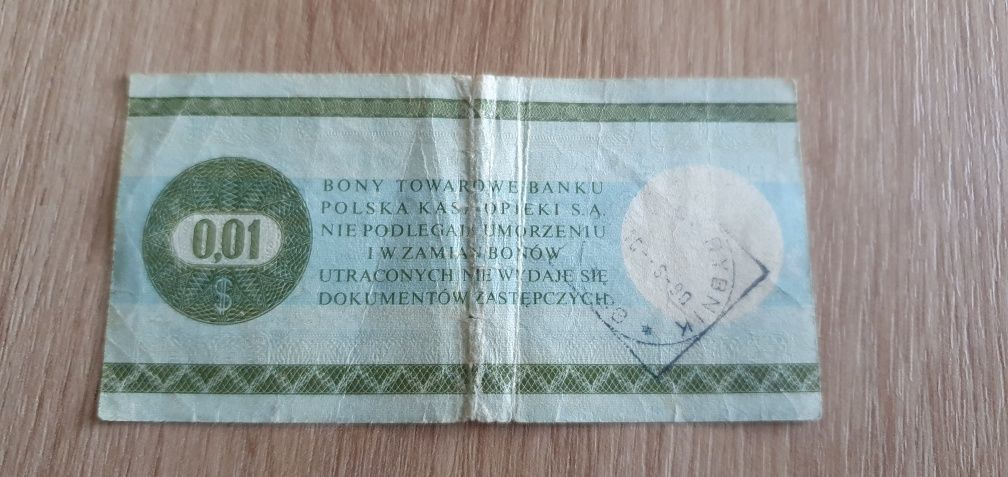 BONY TOWAROWE BANKU
POLSKA KASA OPIEKI S.A.
NIE PODLEGAJĄ UMORZENIU
I W ZAMIAN BONÓW
UTRACONYCH NIE WYDAJE SIĘ
DOKUMENTÓW ZASTĘPCZYCH.
0,01
$
RYBNIK *